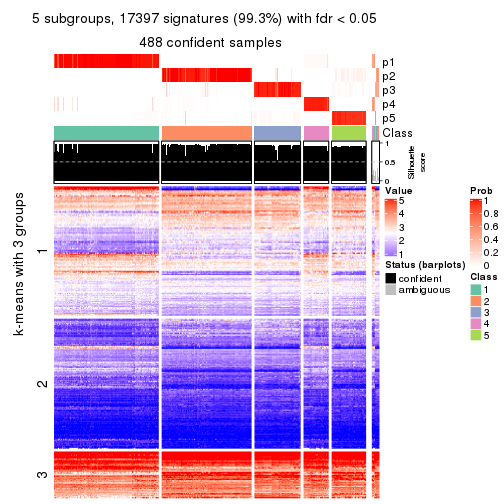 5 subgroups, 17397 signatures (99.3%) with fdr < 0.05
488 confident samples
p1
p2
p3
p4
p5
Class
1
0.5
0
Silhouette
score
k-means with 3 groups
1
2
3
Value
5
4
3
2
1
Status (barplots)
confident
ambiguous
Prob
1
0.8
0.6
0.4
0.2
0
Class
1
2
3
4
5